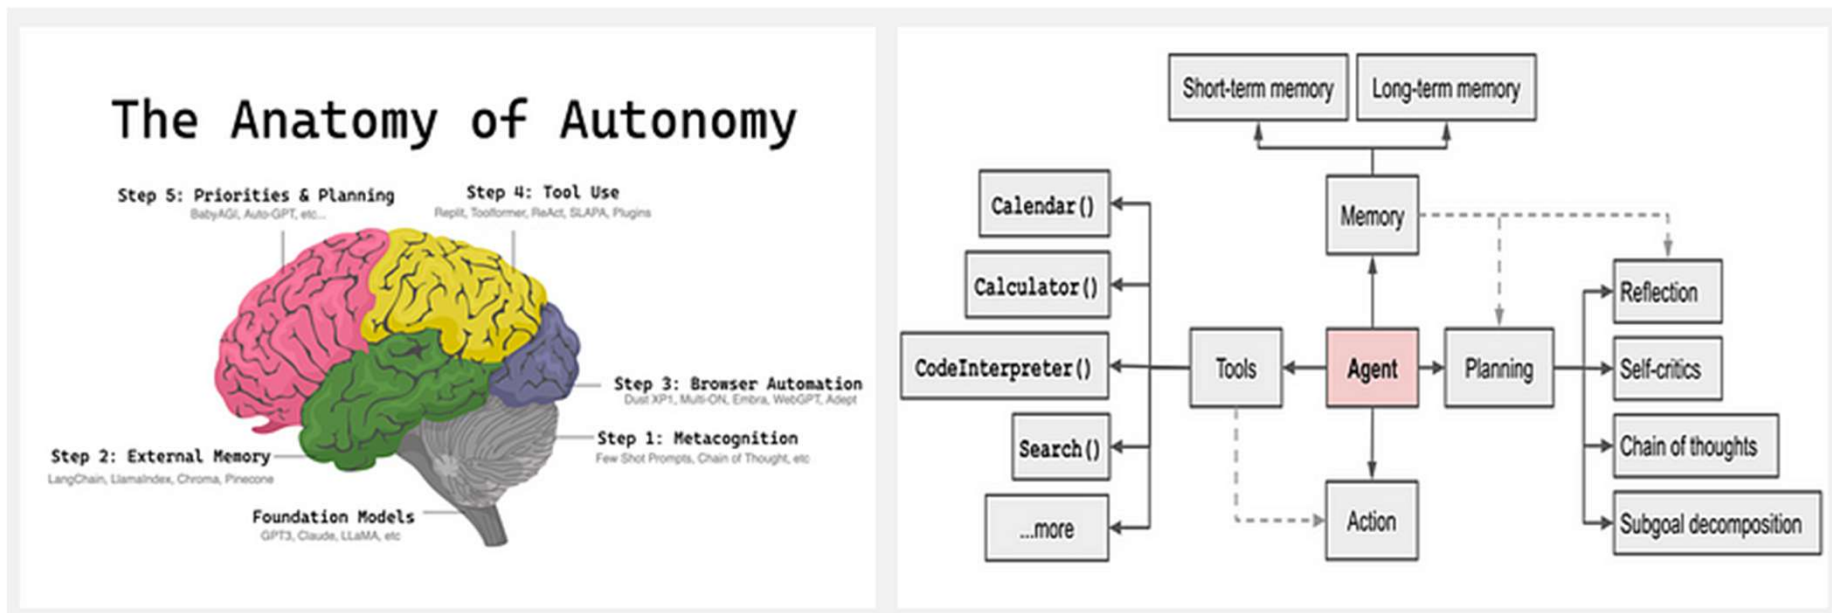 The Anatomy of Autonomy
Step 5: Priorities & Planning
BabyAGI, Auto-GPT, etc...
Step 4: Tool Use
Replit, Toolformer, ReAct, SLAPA, Plugins
Step 3: Browser Automation
Dust XP1, Multi-ON, Embra, WebGPT, Adept
Step 1: Metacognition
Few Shot Prompts, Chain of Thought, etc
Step 2: External Memory
LangChain, LlamaIndex, Chroma, Pinecone
Foundation Models
GPT3, Claude, LLaMA, etc
Short-term memory
Long-term memory
Calendar()
Calculator()
CodeInterpreter()
Search()
...more
Memory
Tools
Agent
Planning
Action
Reflection
Self-critics
Chain of thoughts
Subgoal decomposition